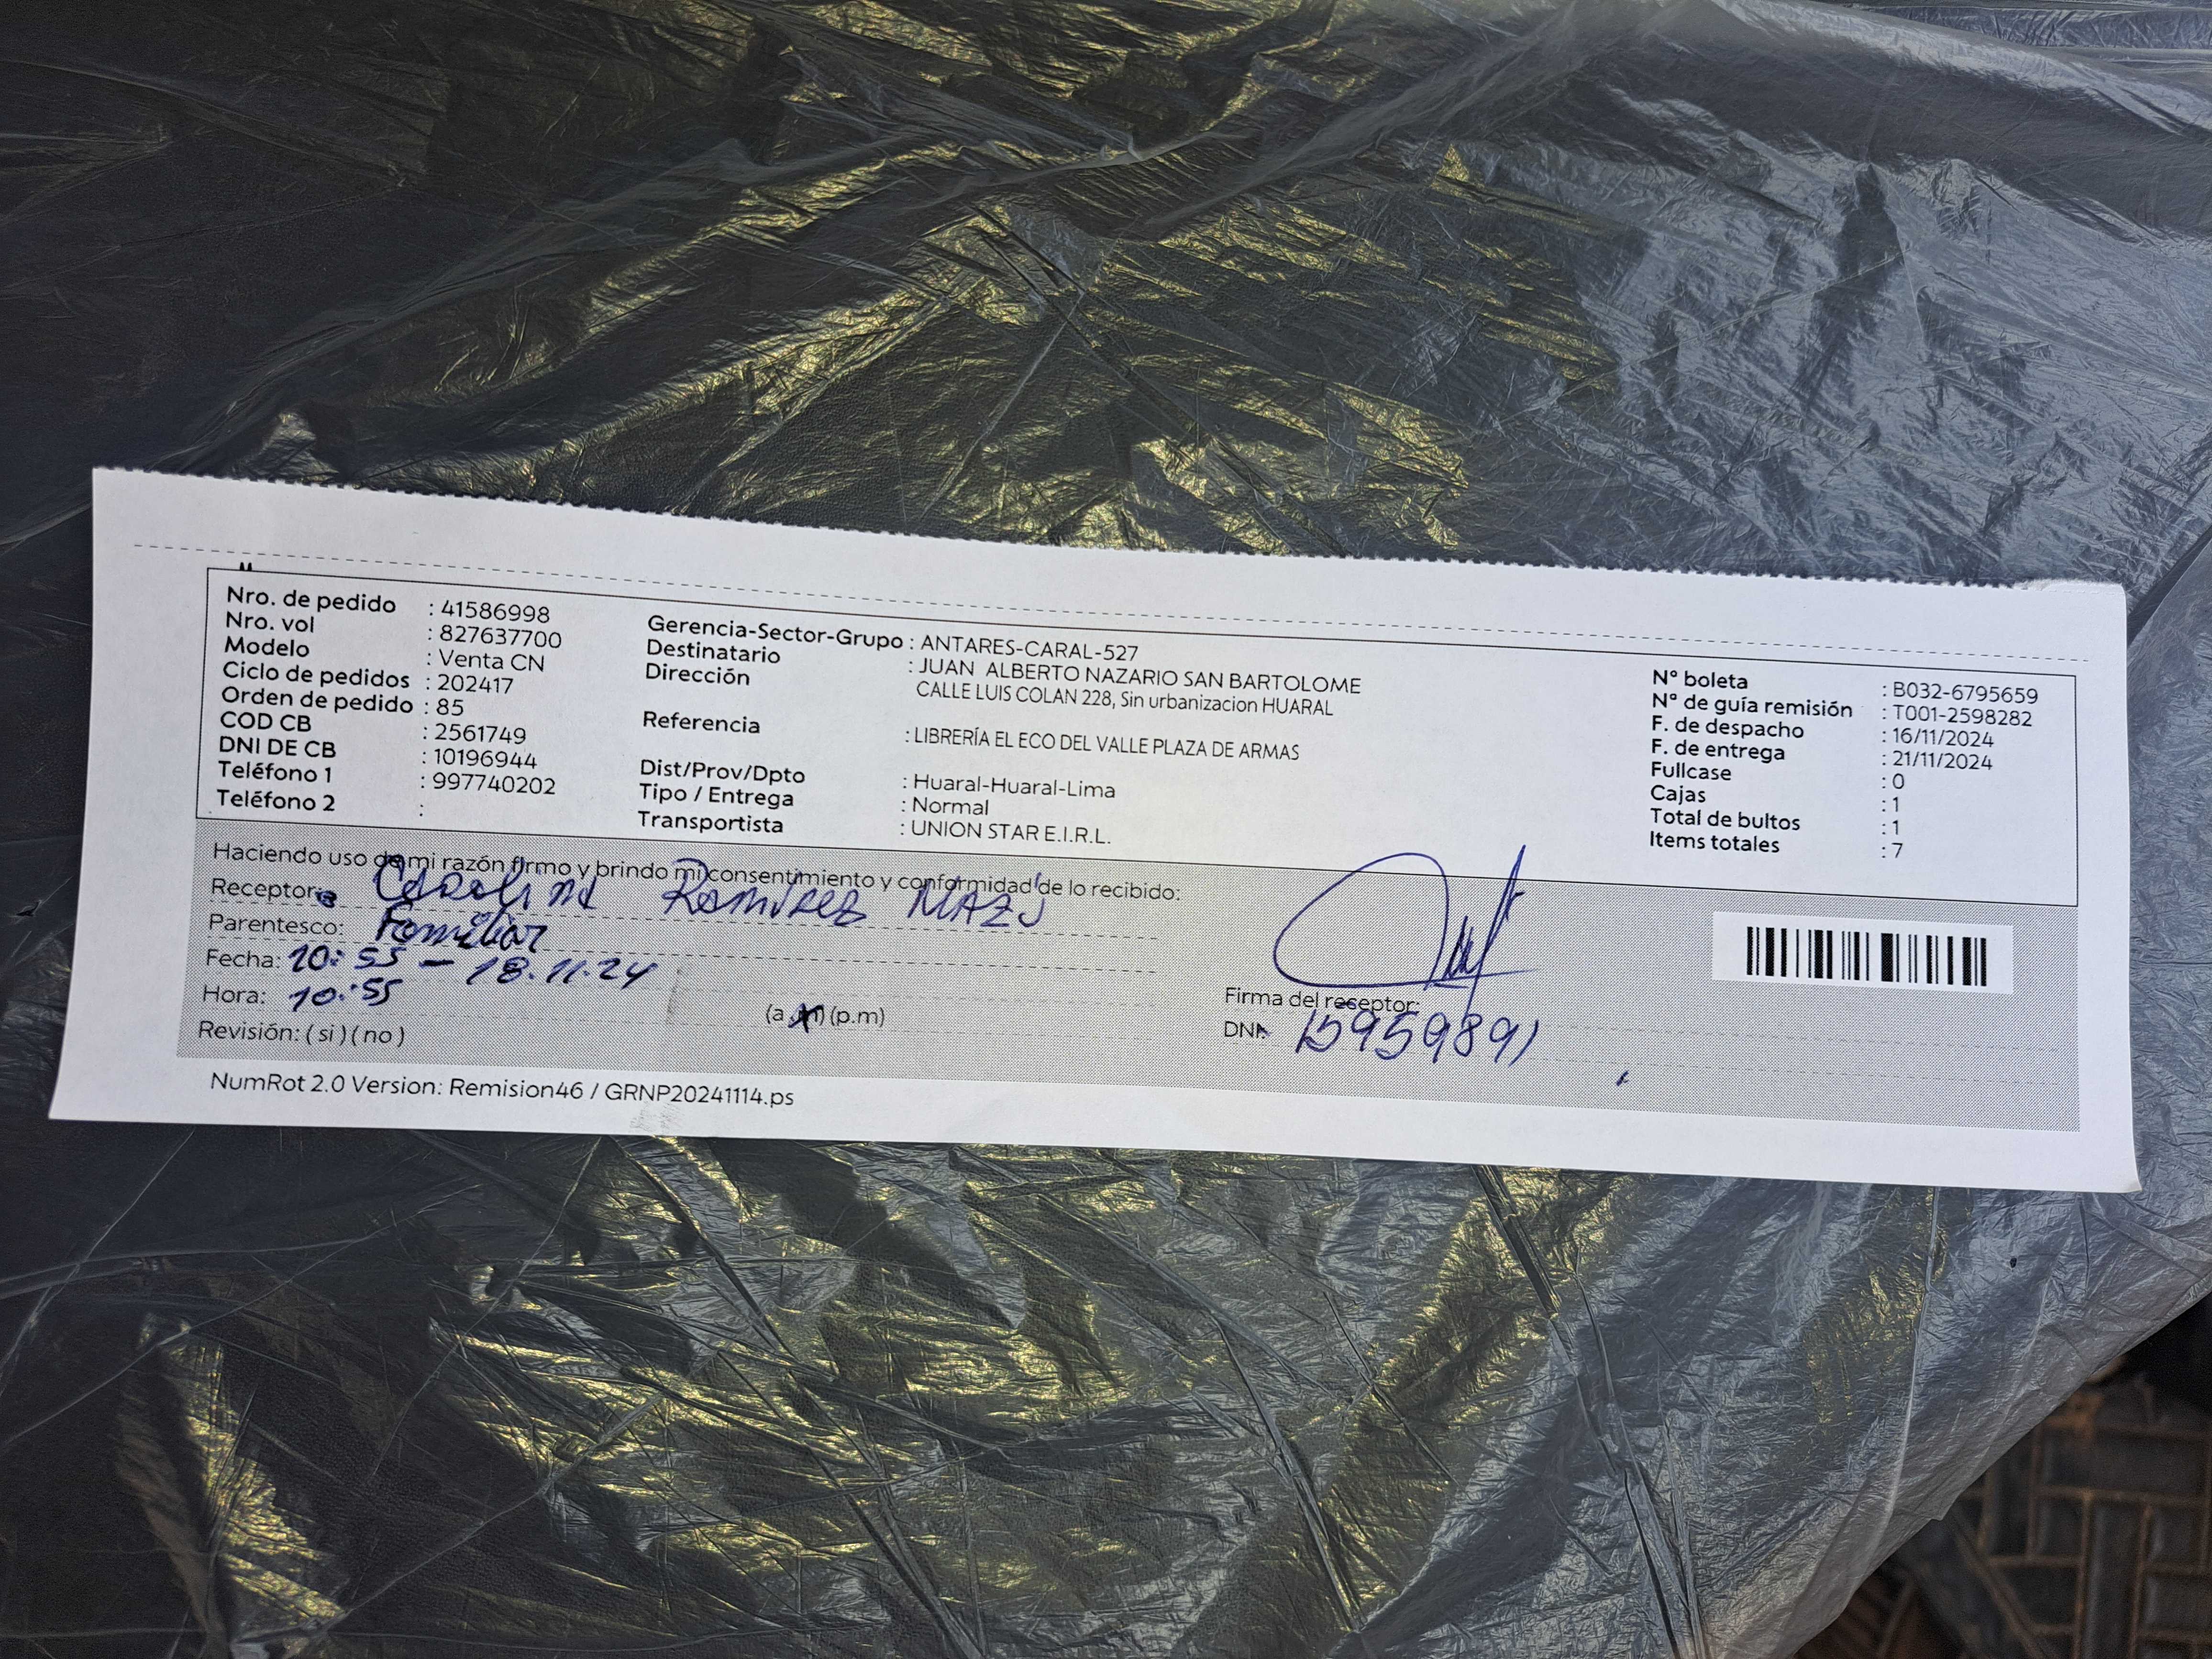 Nro. de pedido : 41586998
Nro. vol : 827637700
Modelo : Venta CN
Ciclo de pedidos : 202417
Orden de pedido : 85
COD CB : 2561749
DNI DE CB : 10196944
Teléfono 1 : 997740202
Teléfono 2 :
Gerencia-Sector-Grupo : ANTARES-CARAL-527
Destinatario : JUAN ALBERTO NAZARIO SAN BARTOLOME
Dirección CALLE LUIS COLAN 228, Sin urbanizacion HUARAL
Referencia : LIBRERÍA EL ECO DEL VALLE PLAZA DE ARMAS
Dist/Prov/Dpto : Huaral-Huaral-Lima
Tipo / Entrega : Normal
Transportista : UNION STAR E.I.R.L.
N° boleta : B032-6795659
N° de guía remisión : T001-2598282
F. de despacho : 16/11/2024
F. de entrega : 21/11/2024
Fullcase : 0
Cajas : 1
Total de bultos : 1
Items totales : 7
Haciendo uso de mi razón firmo y brindo mi consentimiento y conformidad de lo recibido:
Receptor: Carolina Ramirez
Parentesco: Familiar
Fecha: 10:55 - 18.11.24
Hora: 10:55 (a.m) (p.m)
Revisión: ( si ) ( no )
Firma del receptor:
DNI: 15959891
NumRot 2.0 Version: Remision46 / GRNP20241114.ps